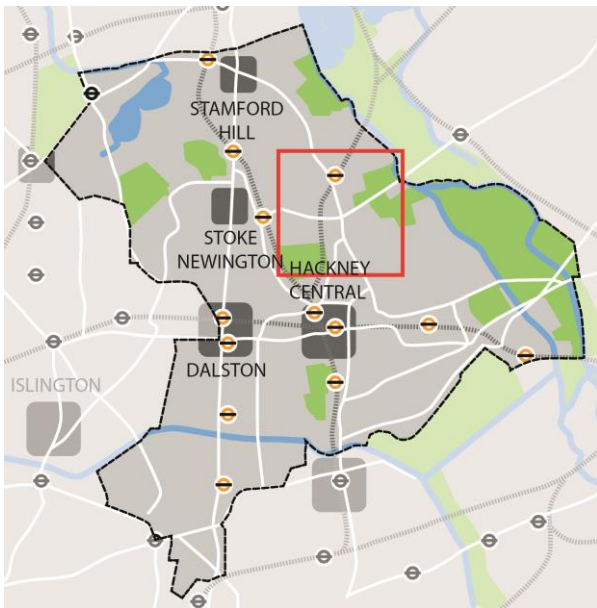 STAMFORD
HILL
STOKE
NEWINGTON
HACKNEY
CENTRAL
DALSTON
ISLINGTON